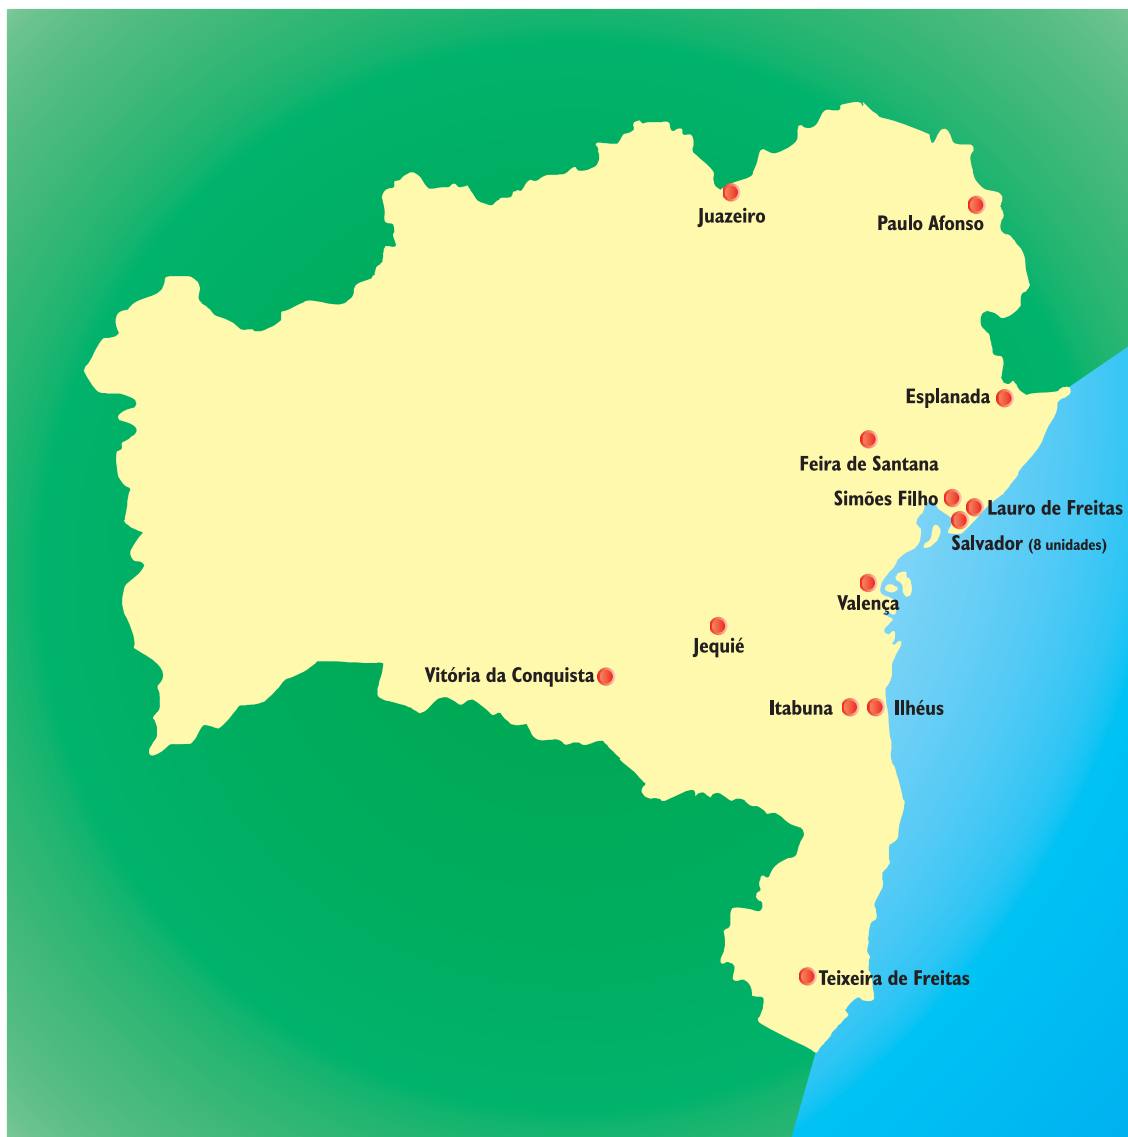 Juazeiro
Paulo Afonso
Esplanada
Feira de Santana
Simões Filho
Lauro de Freitas
Salvador (8 unidades)
Valença
Jequié
Vitória da Conquista
Itabuna
Ilhéus
Teixeira de Freitas